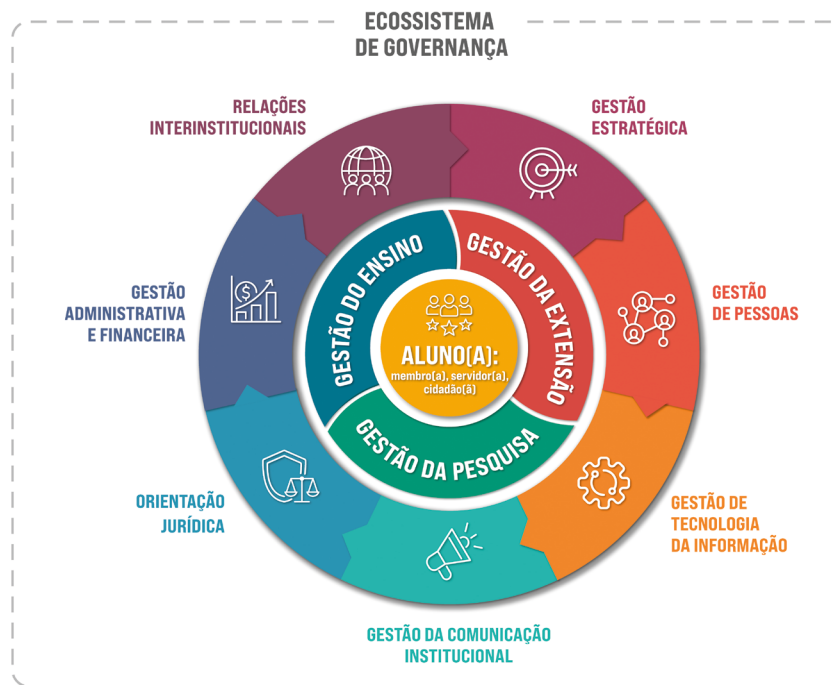 ECOSSISTEMA
DE GOVERNANÇA
RELAÇÕES
INTERINSTITUCIONAIS
GESTÃO
ESTRATÉGICA
GESTÃO
ADMINISTRATIVA
E FINANCEIRA
GESTÃO
DE PESSOAS
GESTÃO DO ENSINO
GESTÃO DA EXTENSÃO
ALUNO(A):
membro(a), servidor(a),
cidadão(ã)
GESTÃO DA PESQUISA
ORIENTAÇÃO
JURÍDICA
GESTÃO DE
TECNOLOGIA
DA INFORMAÇÃO
GESTÃO DA COMUNICAÇÃO
INSTITUCIONAL
$